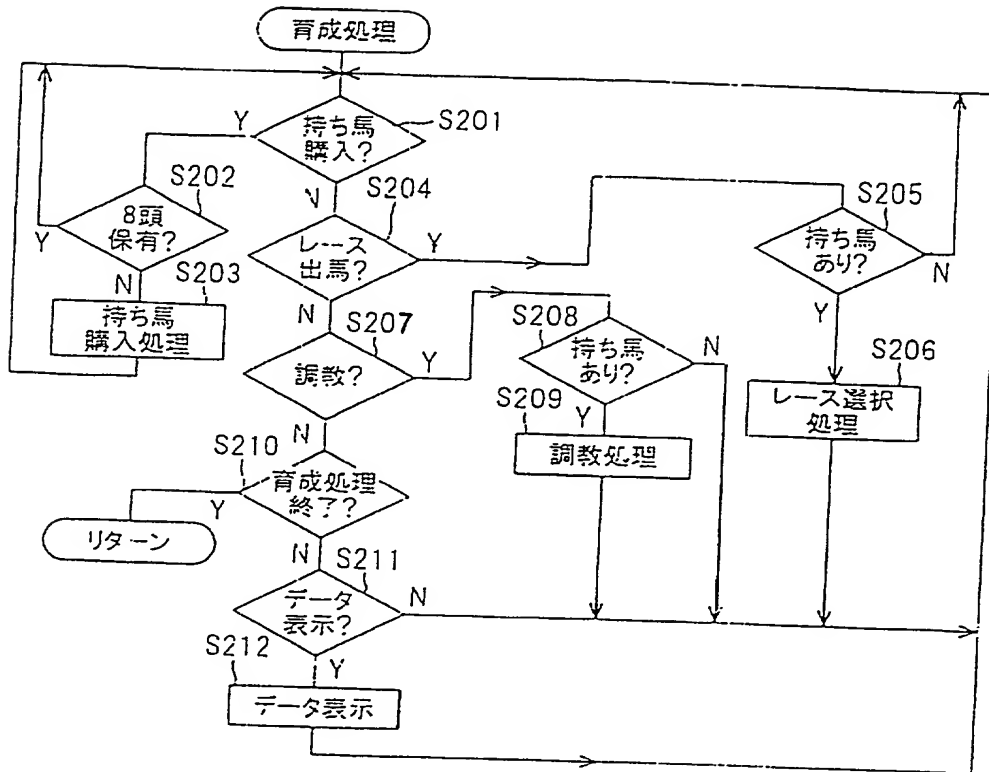 育成処理
S201
Y
持ち馬
購入?
N
S202
8頭
保有?
Y
N
S203
持ち馬
購入処理
S204
レース
出馬?
Y
N
S205
持ち馬
あり?
N
Y
S206
レース選択
処理
S207
調教?
Y
N
S208
持ち馬
あり?
N
Y
S209
調教処理
S210
育成処理
終了?
Y
リターン
N
S211
データ
表示?
N
Y
S212
データ表示